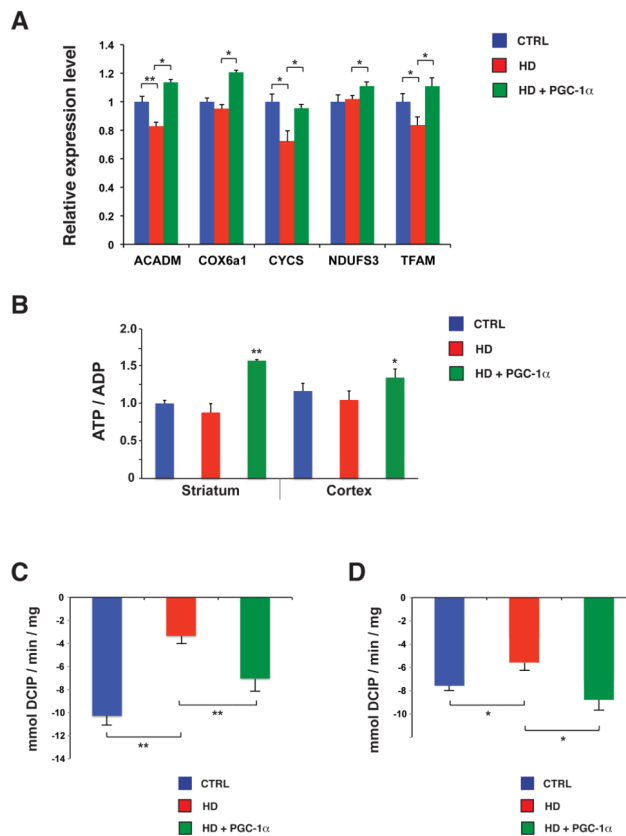 A
Relative expression level
1.4
1.2
1
0.8
0.6
0.4
0.2
0
**
*
*
*
*
*
*
*
ACADM
COX6a1
CYCS
NDUFS3
TFAM
CTRL
HD
HD + PGC-1α
B
ATP / ADP
2.0
1.5
1.0
0.5
0
**
*
Striatum
Cortex
CTRL
HD
HD + PGC-1α
C
mmol DCIP / min / mg
0
-2
-4
-6
-8
-10
-12
-14
**
**
CTRL
HD
HD + PGC-1α
D
mmol DCIP / min / mg
0
-2
-4
-6
-8
-10
*
*
CTRL
HD
HD + PGC-1α